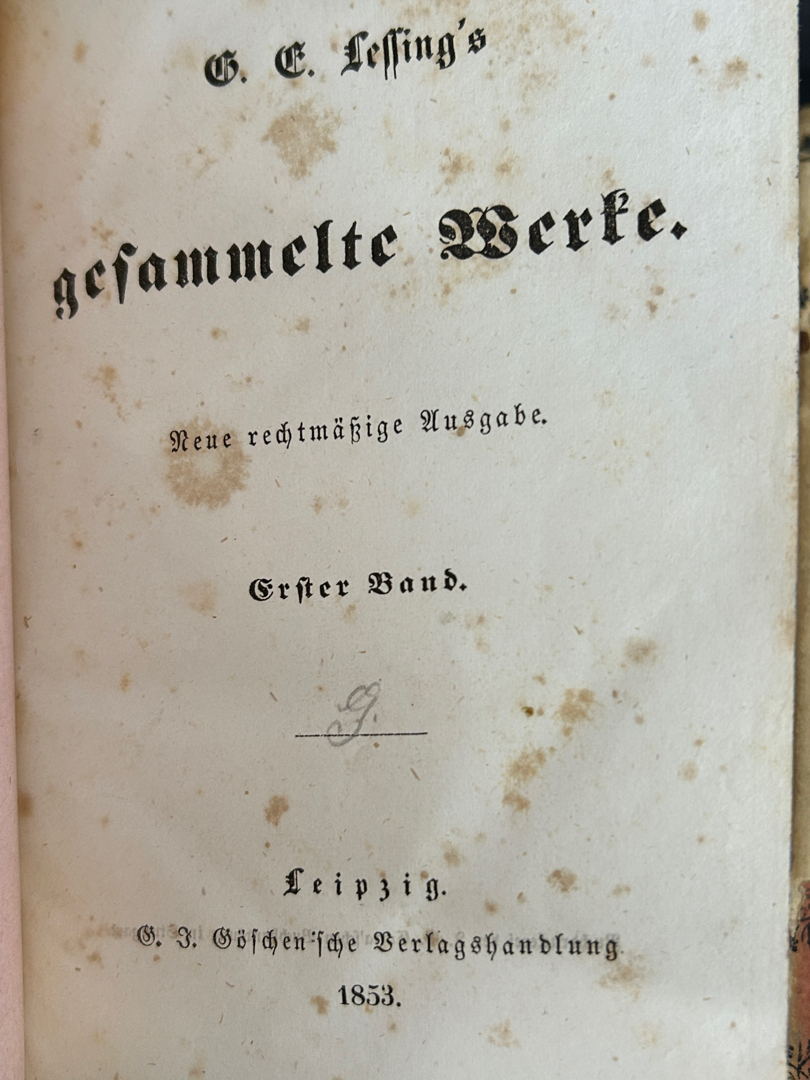 G. E. Leſſing's
geſammelte Werke.
Neue rechtmäßige Ausgabe.
Erſter Band.
G.
Leipzig.
G. J. Göſchen'ſche Verlagshandlung
1853.